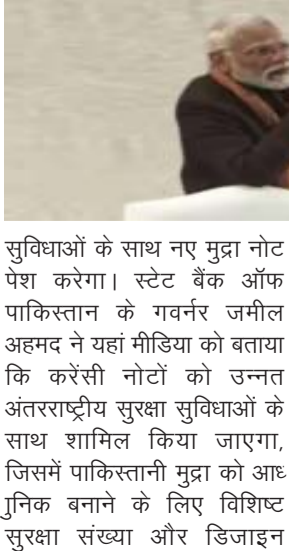 सुविधाओं के साथ नए मुद्रा नोट
पेश करेगा। स्टेट बैंक ऑफ
पाकिस्तान के गवर्नर जमील
अहमद ने यहां मीडिया को बताया
कि करेंसी नोटों को उन्नत
अंतरराष्ट्रीय सुरक्षा सुविधाओं के
साथ शामिल किया जाएगा,
जिसमें पाकिस्तानी मुद्रा को आध
ुनिक बनाने के लिए विशिष्ट
सुरक्षा संख्या और डिजाइन